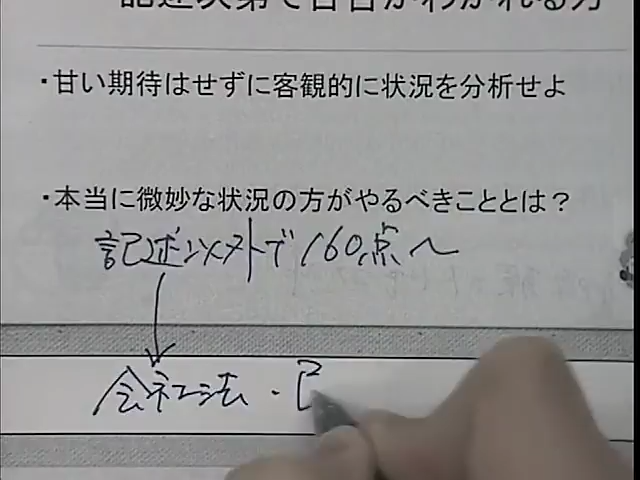 記述次第で合否がわかれる方
・甘い期待はせずに客観的に状況を分析せよ
・本当に微妙な状況の方がやるべきこととは？
記述以外で160点〜
会社法・